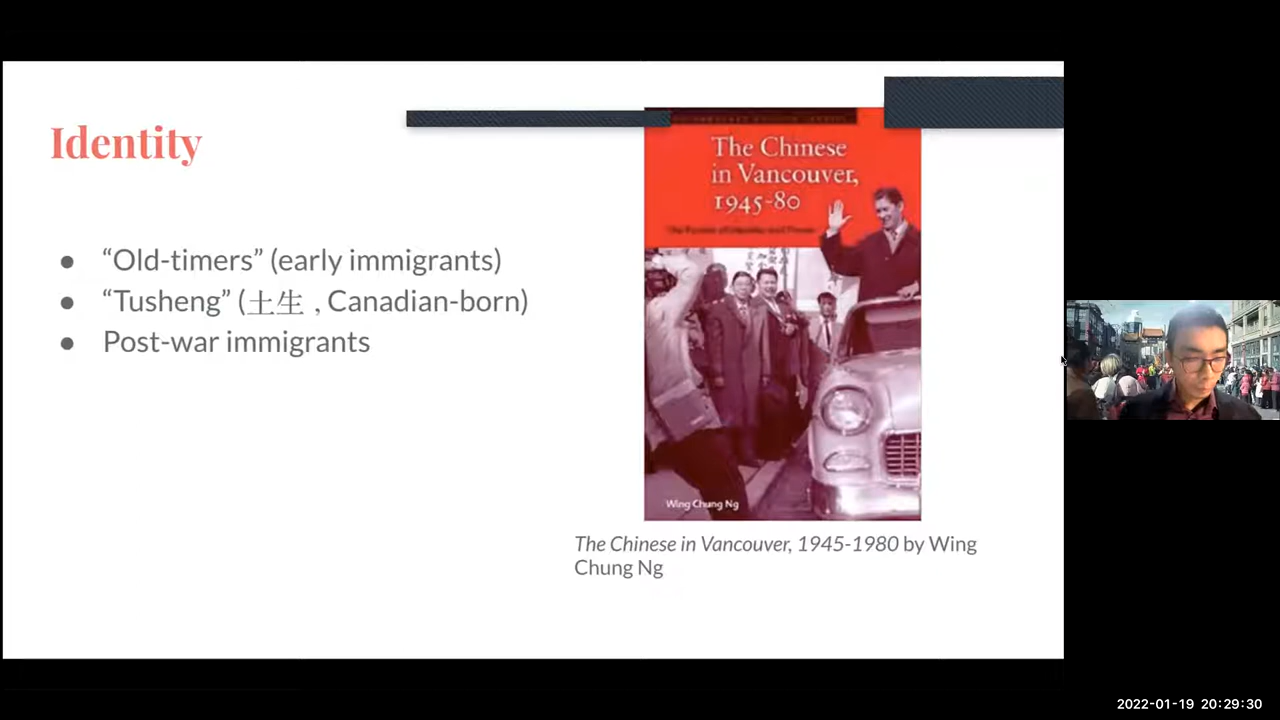 Identity
“Old-timers” (early immigrants)
“Tusheng” (土生 , Canadian-born)
Post-war immigrants
The Chinese
in Vancouver,
1945-80
Wing Chung Ng
The Chinese in Vancouver, 1945-1980 by Wing
Chung Ng
2022-01-19 20:29:30